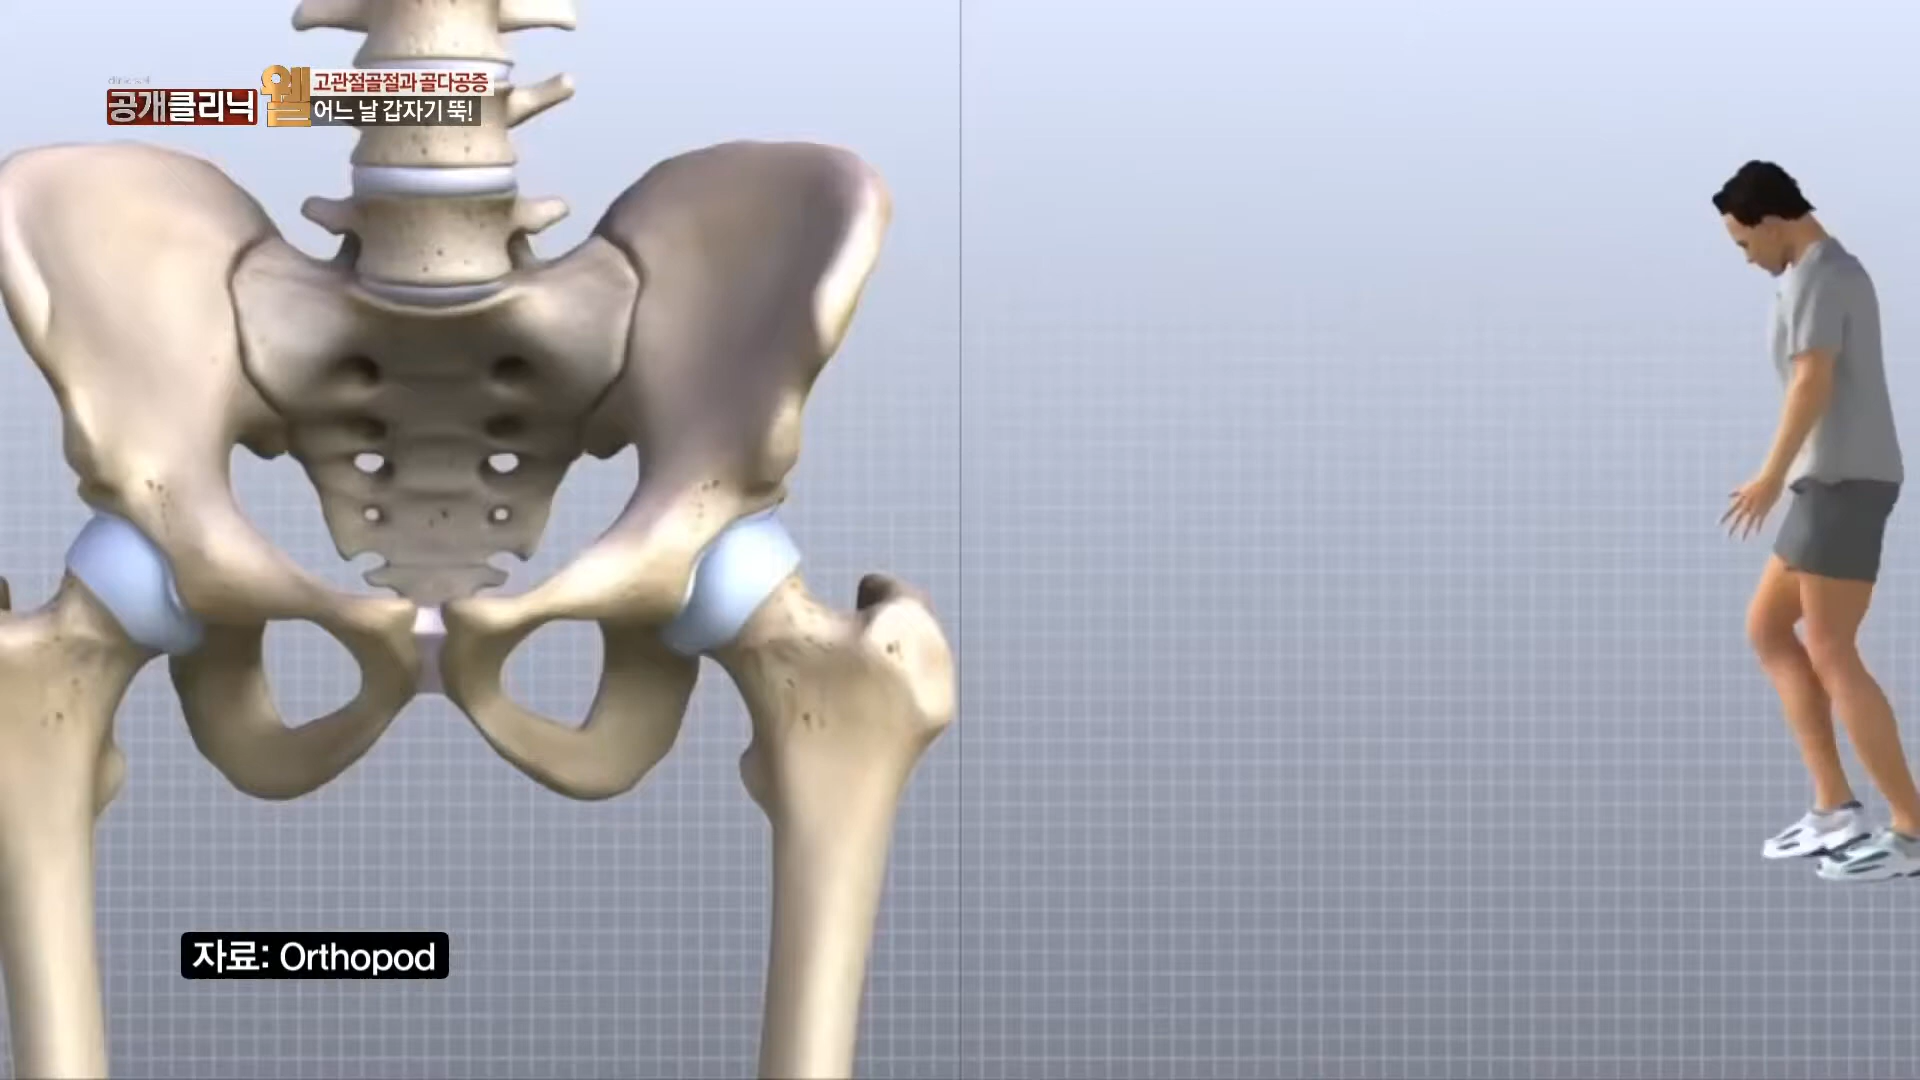 공개클리닉
웰
고관절골절과 골다공증
어느 날 갑자기 뚝!
자료: Orthopod